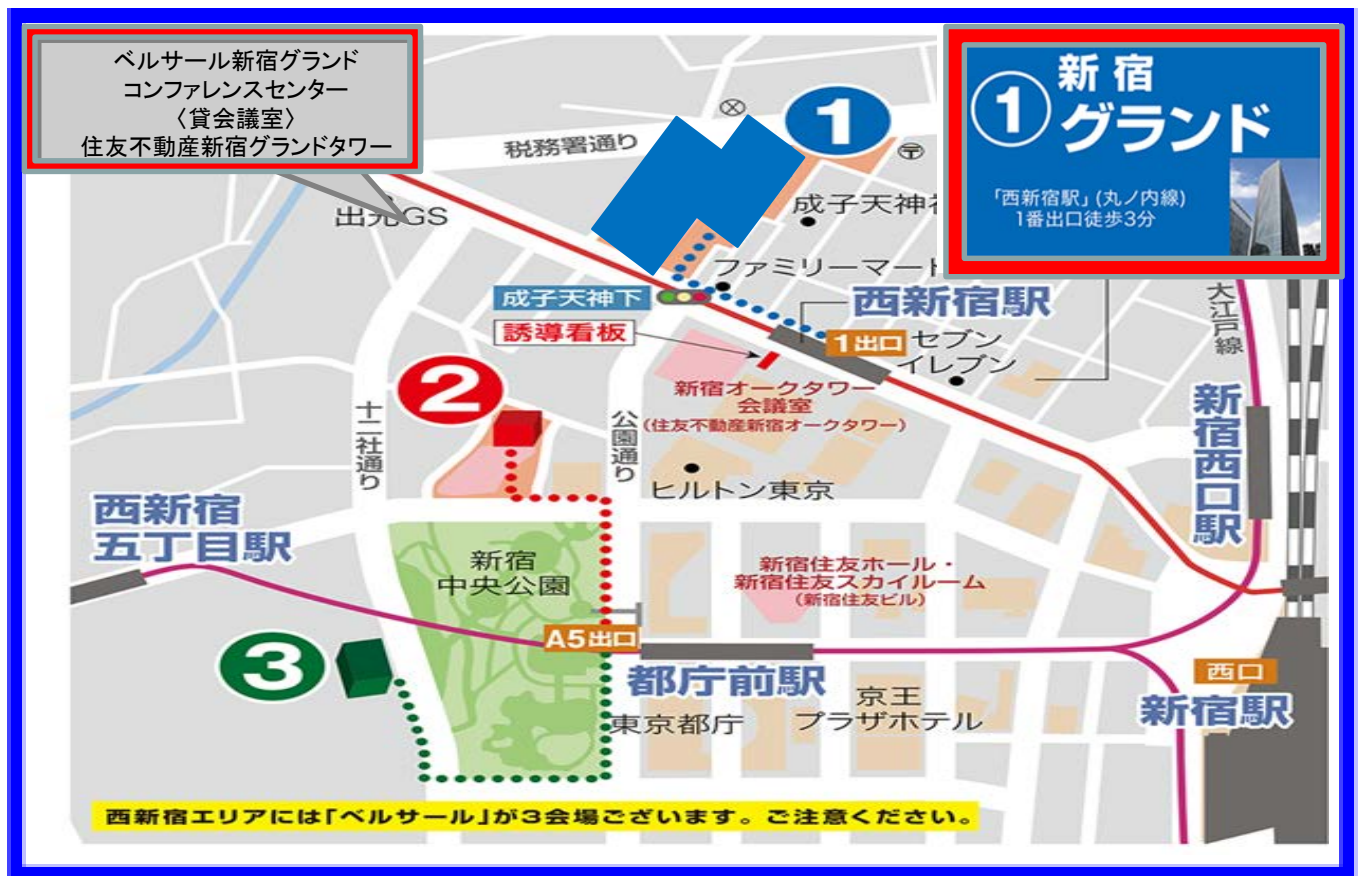 ベルサール新宿グランド
コンファレンスセンター
〈貸会議室〉
住友不動産新宿グランドタワー
① 新宿
グランド
「西新宿駅」(丸ノ内線)
1番出口徒歩3分
1
税務署通り
出光GS
成子天神
ファミリーマート
成子天神下
西新宿駅
誘導看板
1出口
セブン
イレブン
大江戸線
新宿オークタワー
会議室
(住友不動産新宿オークタワー)
2
十二社通り
公園通り
新宿西口駅
ヒルトン東京
西新宿
五丁目駅
新宿
中央公園
新宿住友ホール・
新宿住友スカイルーム
(新宿住友ビル)
A5出口
3
都庁前駅
西口
新宿駅
東京都庁
京王
プラザホテル
西新宿エリアには「ベルサール」が3会場ございます。ご注意ください。